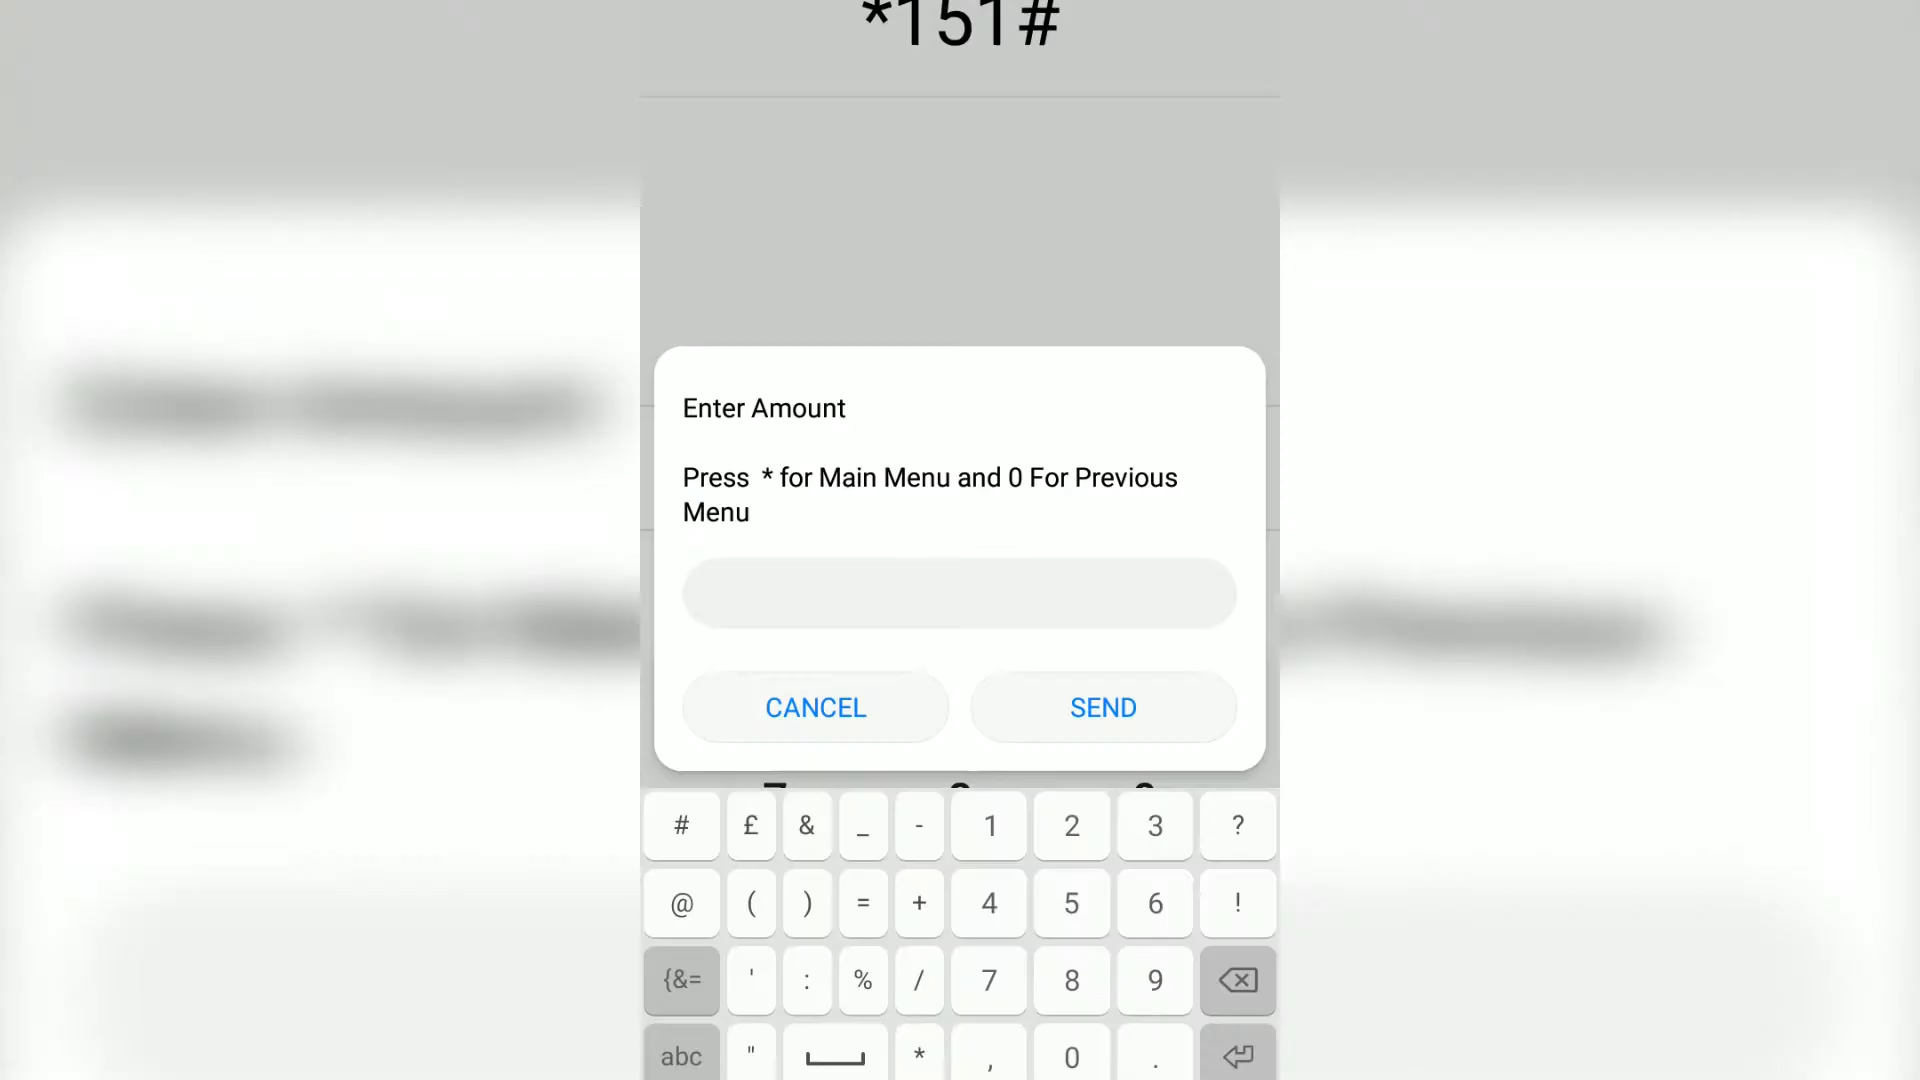 *151#
Enter Amount
Press  * for Main Menu and 0 For Previous
Menu
CANCEL SEND
# £ & _ - 1 2 3 ?
@ ( ) = + 4 5 6 !
{&= ' : % / 7 8 9
abc " * , 0 .